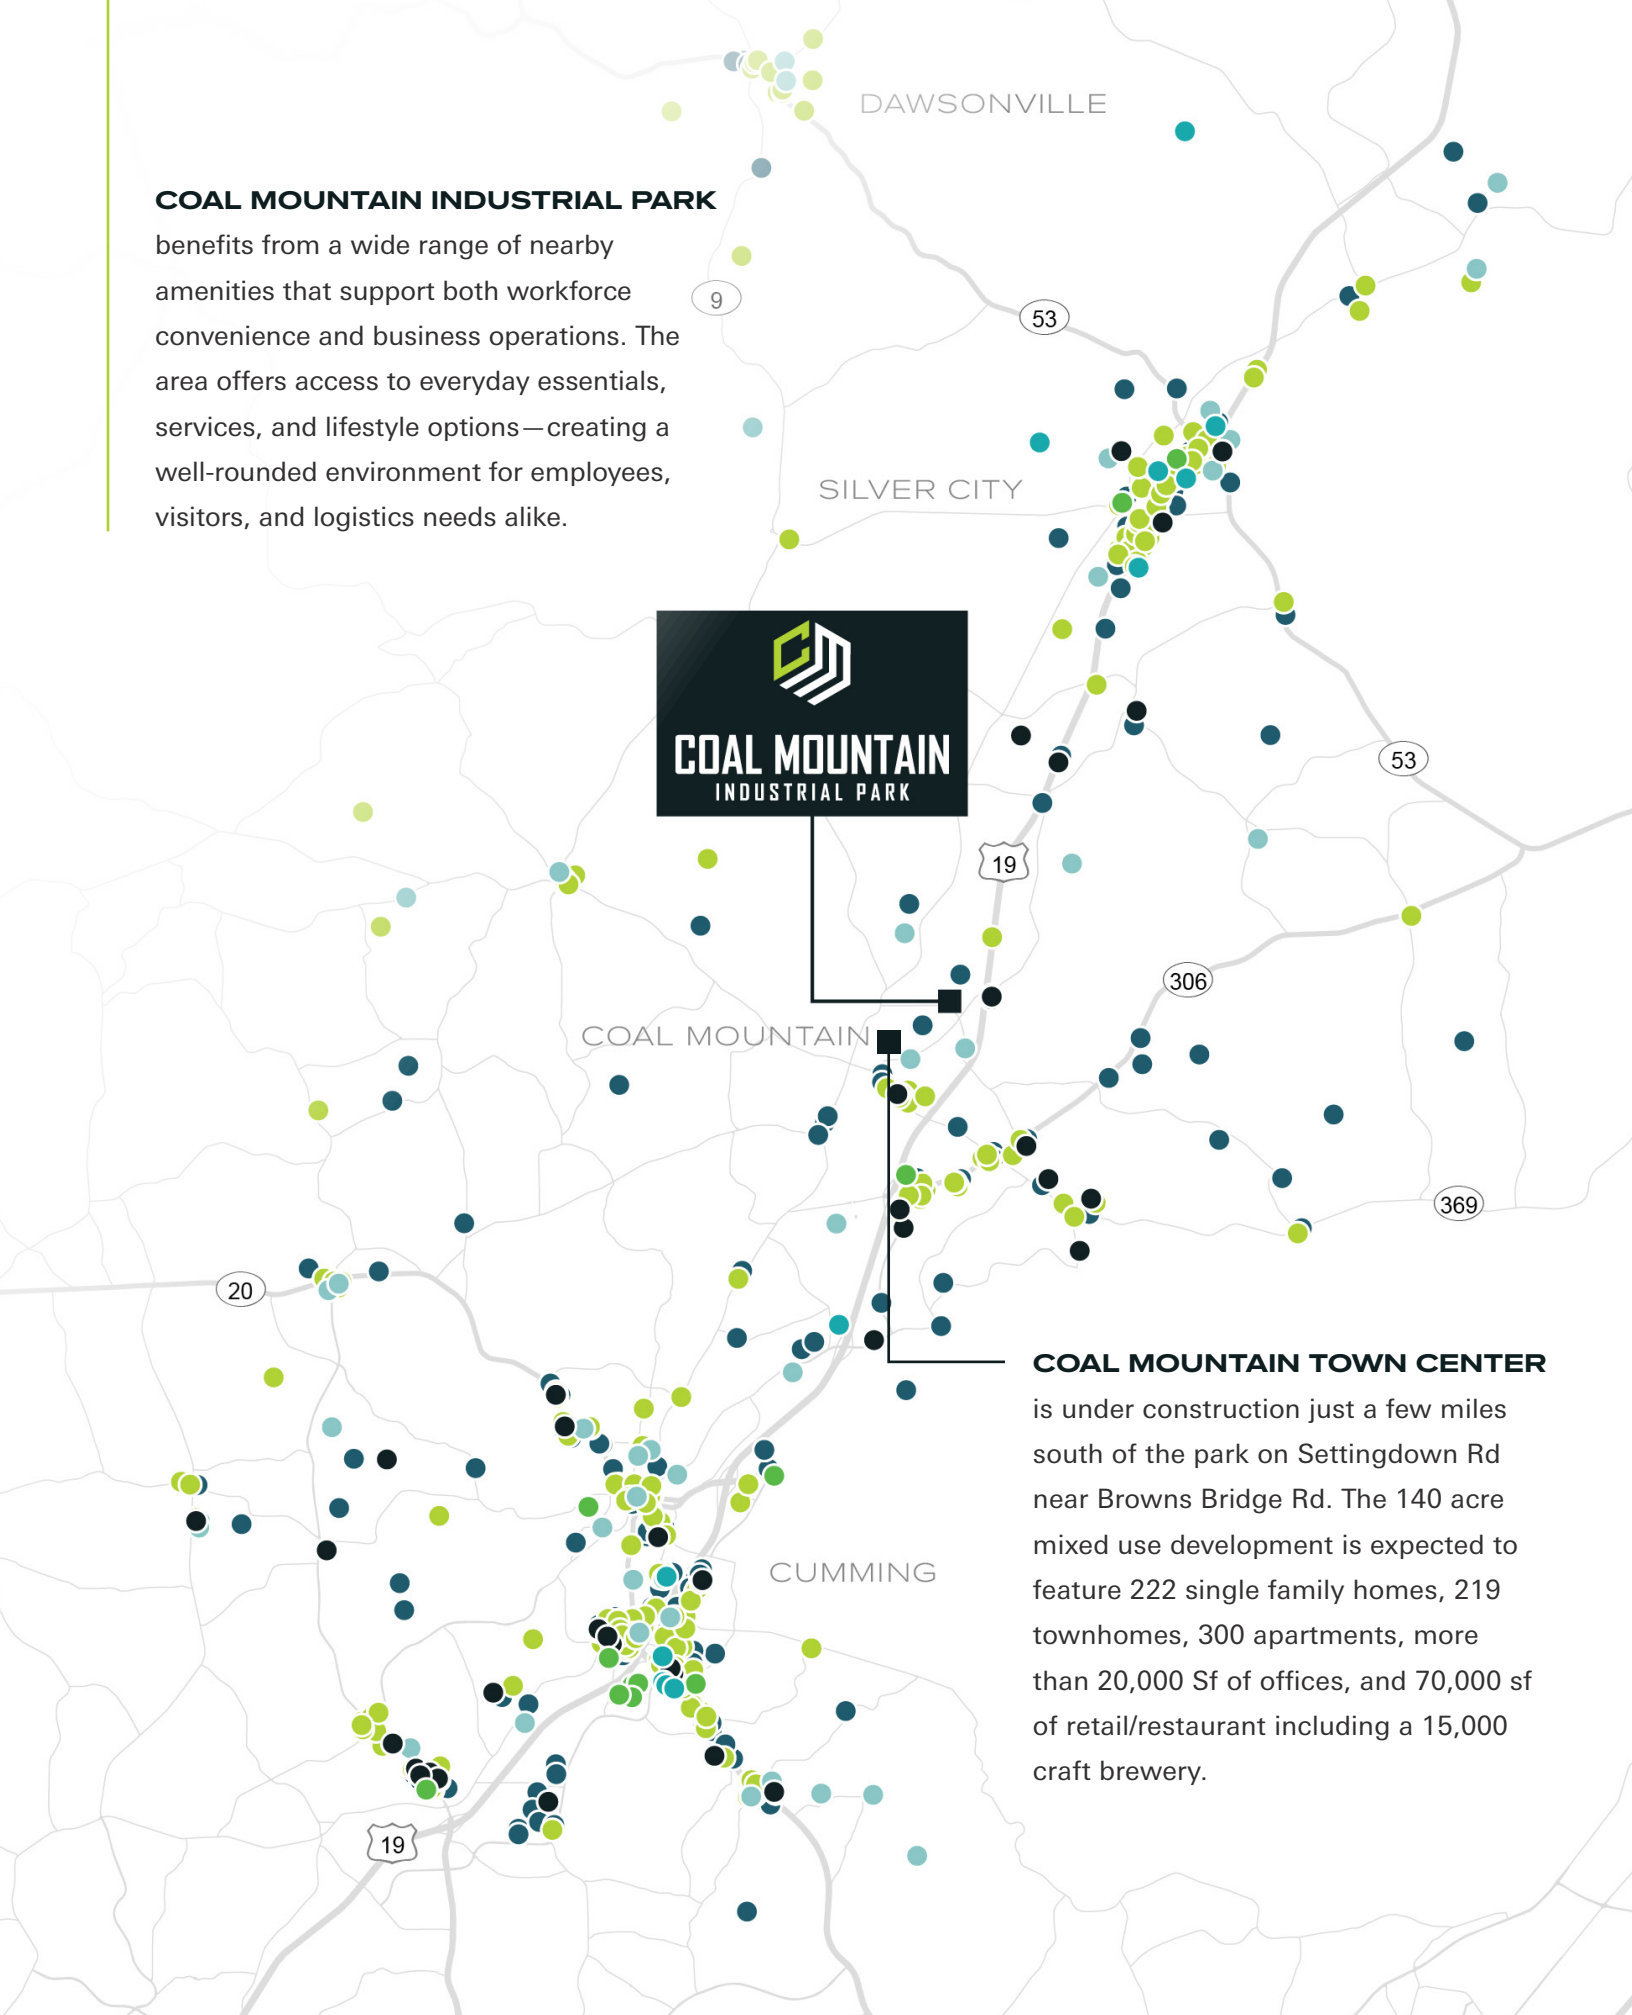 DAWSONVILLE
COAL MOUNTAIN INDUSTRIAL PARK
benefits from a wide range of nearby
amenities that support both workforce
convenience and business operations. The
area offers access to everyday essentials,
services, and lifestyle options—creating a
well-rounded environment for employees,
visitors, and logistics needs alike.
9
53
SILVER CITY
COAL MOUNTAIN
INDUSTRIAL PARK
53
19
306
COAL MOUNTAIN
369
20
COAL MOUNTAIN TOWN CENTER
is under construction just a few miles
south of the park on Settingdown Rd
near Browns Bridge Rd. The 140 acre
mixed use development is expected to
feature 222 single family homes, 219
townhomes, 300 apartments, more
than 20,000 Sf of offices, and 70,000 sf
of retail/restaurant including a 15,000
craft brewery.
CUMMING
19